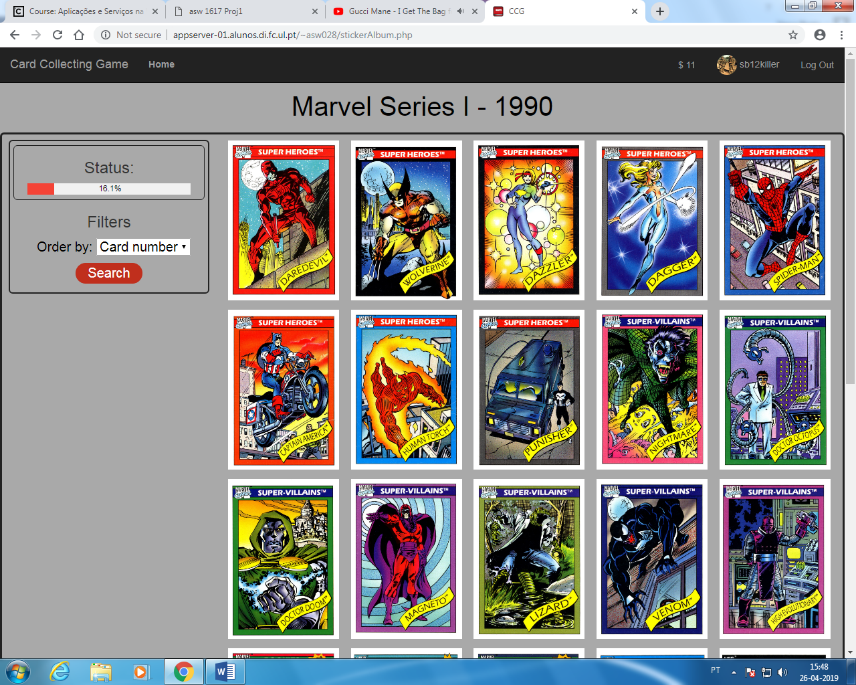 Course: Aplicações e Serviços na
asw 1617 Proj1
Gucci Mane - I Get The Bag
CCG
Not secure | appserver-01.alunos.di.fc.ul.pt/~asw028/stickerAlbum.php
Card Collecting Game Home $ 11 sb12killer Log Out
Marvel Series I - 1990
Status:
16.1%
Filters
Order by: Card number
Search
SUPER HEROES™ DAREDEVIL™
SUPER HEROES™ WOLVERINE™
SUPER HEROES™ DAZZLER™
SUPER HEROES™ DAGGER™
SUPER HEROES™ SPIDER-MAN™
SUPER HEROES™ CAPTAIN AMERICA™
SUPER HEROES™ HUMAN TORCH™
SUPER HEROES™ PUNISHER™
SUPER-VILLAINS™ NIGHTMARE™
SUPER-VILLAINS™ DOCTOR OCTOPUS™
SUPER-VILLAINS™ DOCTOR DOOM™
SUPER-VILLAINS™ MAGNETO™
SUPER-VILLAINS™ LIZARD™
SUPER-VILLAINS™ VENOM™
SUPER-VILLAINS™ HIGH EVOLUTIONARY™
PT
15:48
26-04-2019